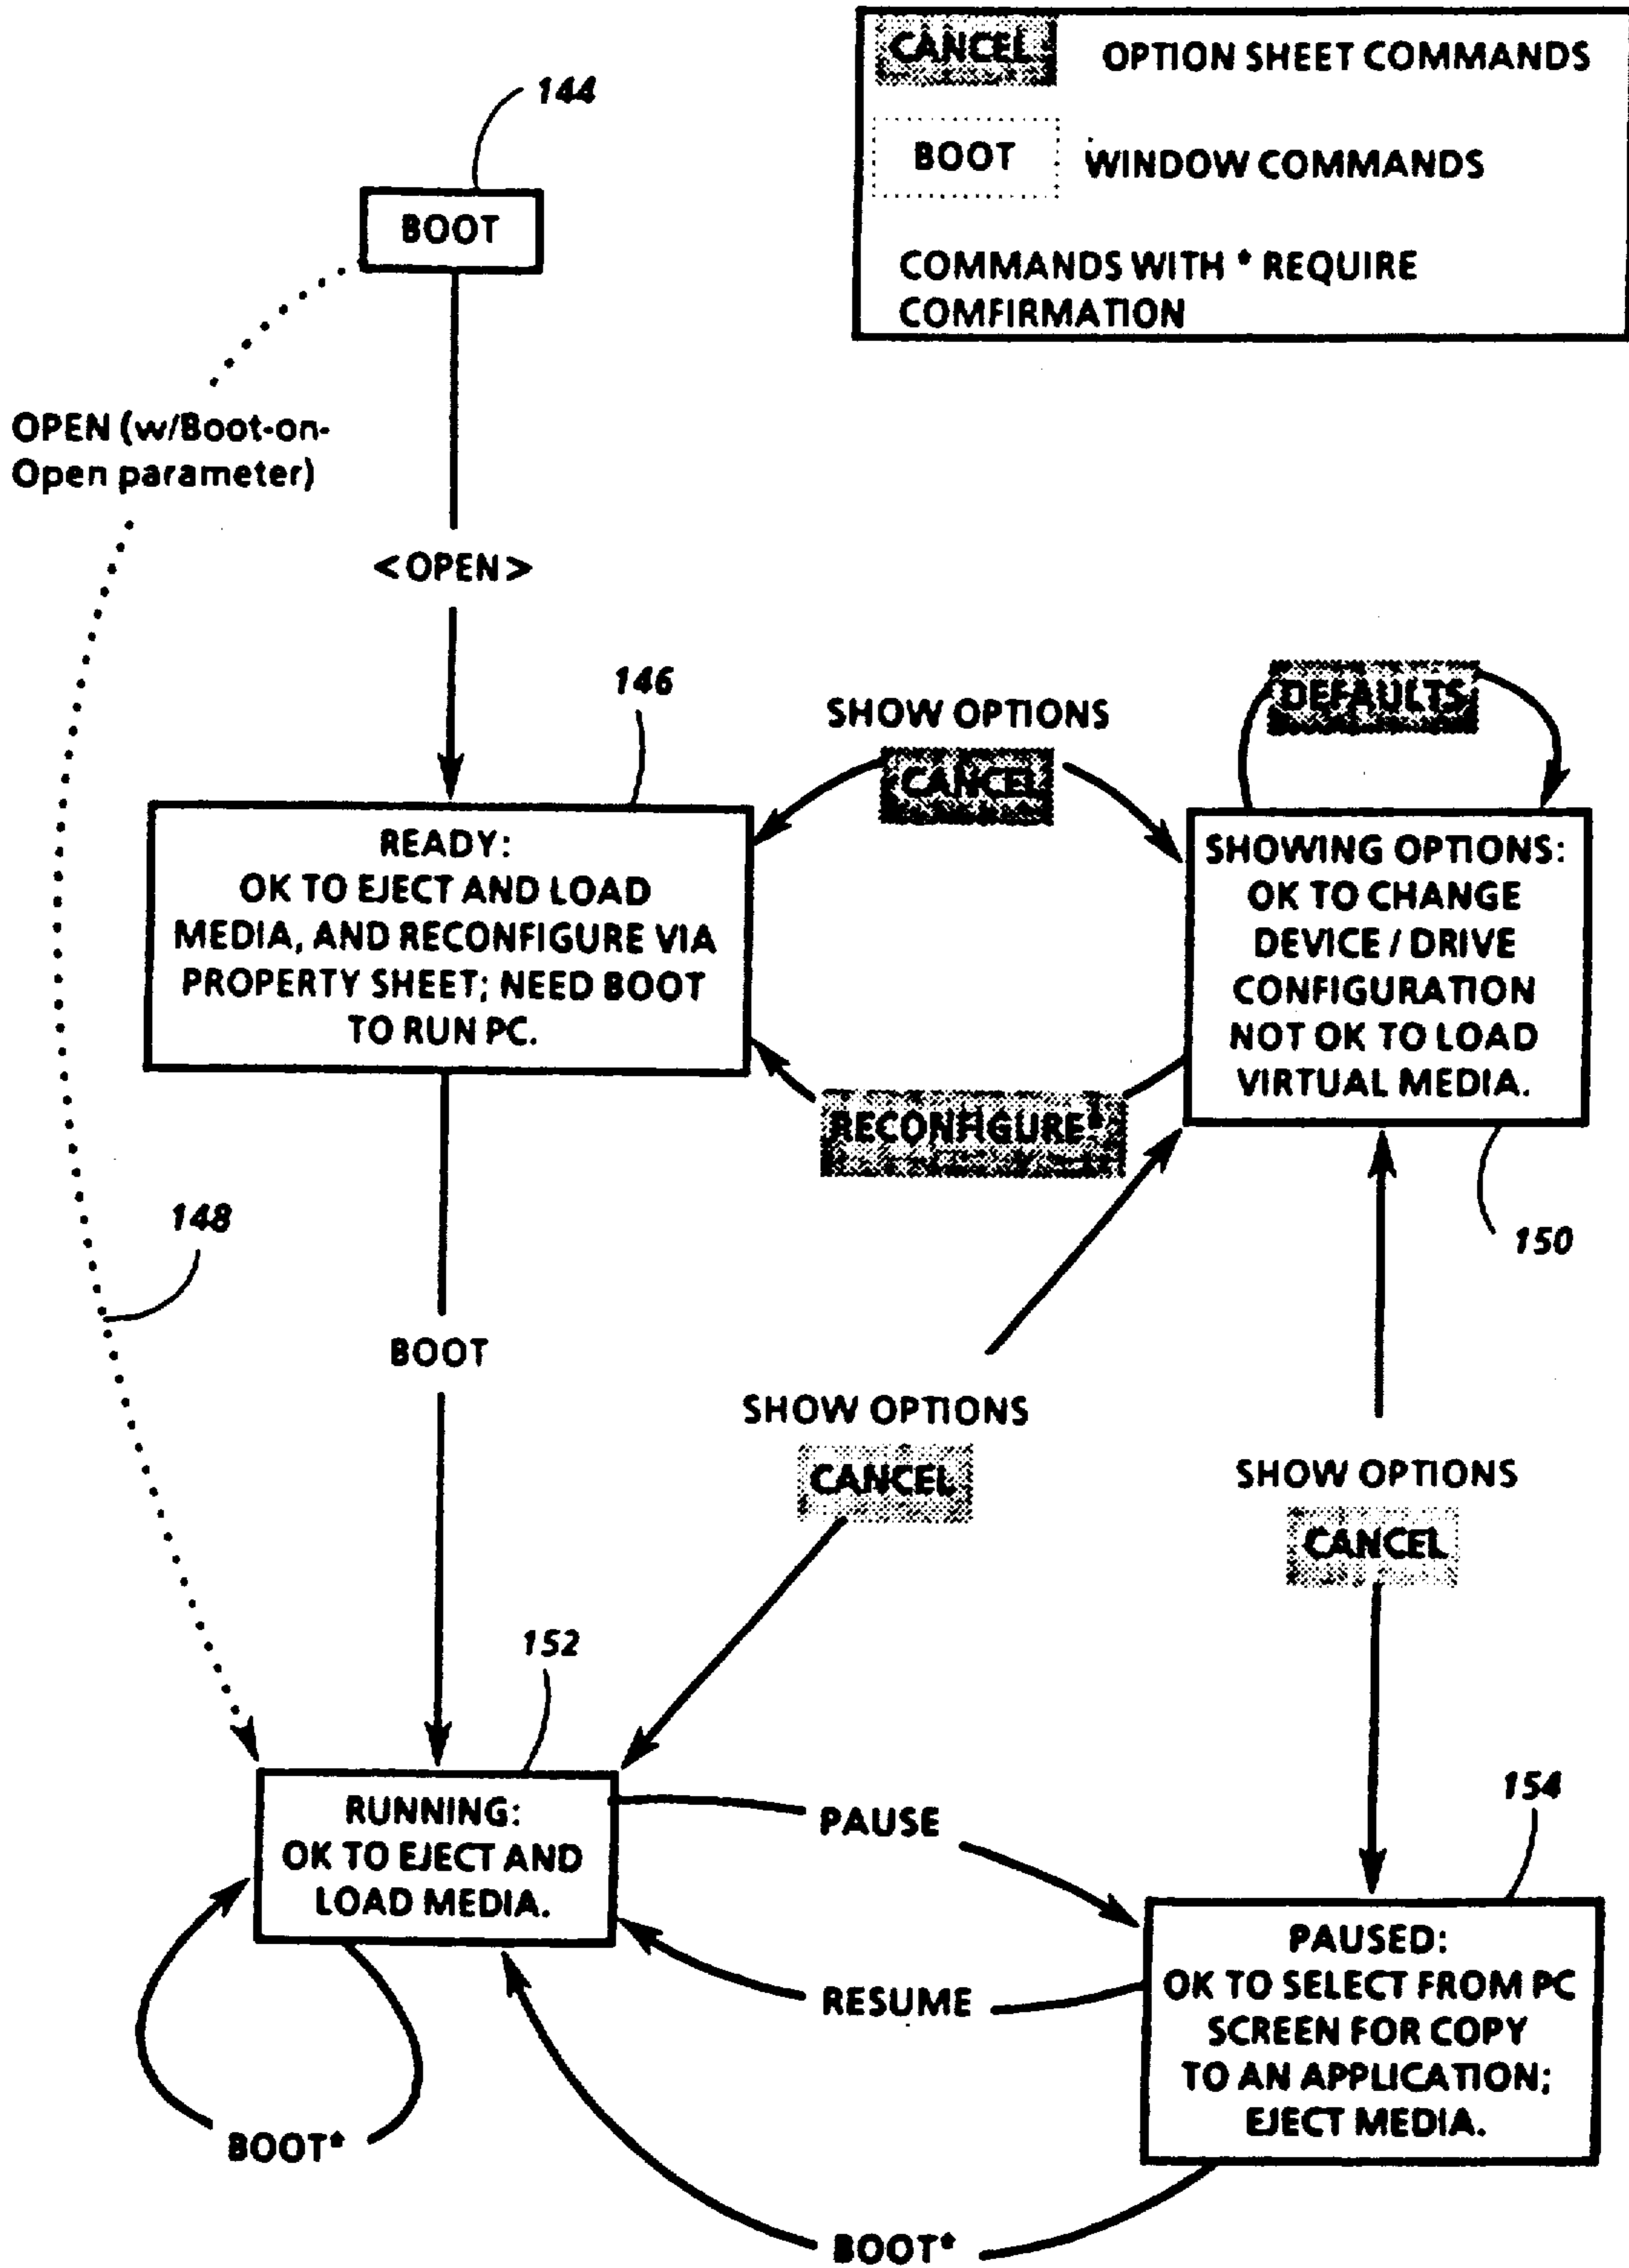 CANCEL OPTION SHEET COMMANDS
BOOT WINDOW COMMANDS
COMMANDS WITH * REQUIRE
COMFIRMATION
144
BOOT
OPEN (w/Boot-on-
Open parameter)
<OPEN>
146
SHOW OPTIONS
CANCEL
DEFAULTS
READY:
OK TO EJECT AND LOAD
MEDIA, AND RECONFIGURE VIA
PROPERTY SHEET; NEED BOOT
TO RUN PC.
SHOWING OPTIONS:
OK TO CHANGE
DEVICE / DRIVE
CONFIGURATION
NOT OK TO LOAD
VIRTUAL MEDIA.
RECONFIGURE*
148
150
BOOT
SHOW OPTIONS
CANCEL
SHOW OPTIONS
CANCEL
152
RUNNING:
OK TO EJECT AND
LOAD MEDIA.
PAUSE
154
RESUME
PAUSED:
OK TO SELECT FROM PC
SCREEN FOR COPY
TO AN APPLICATION;
EJECT MEDIA.
BOOT*
BOOT*